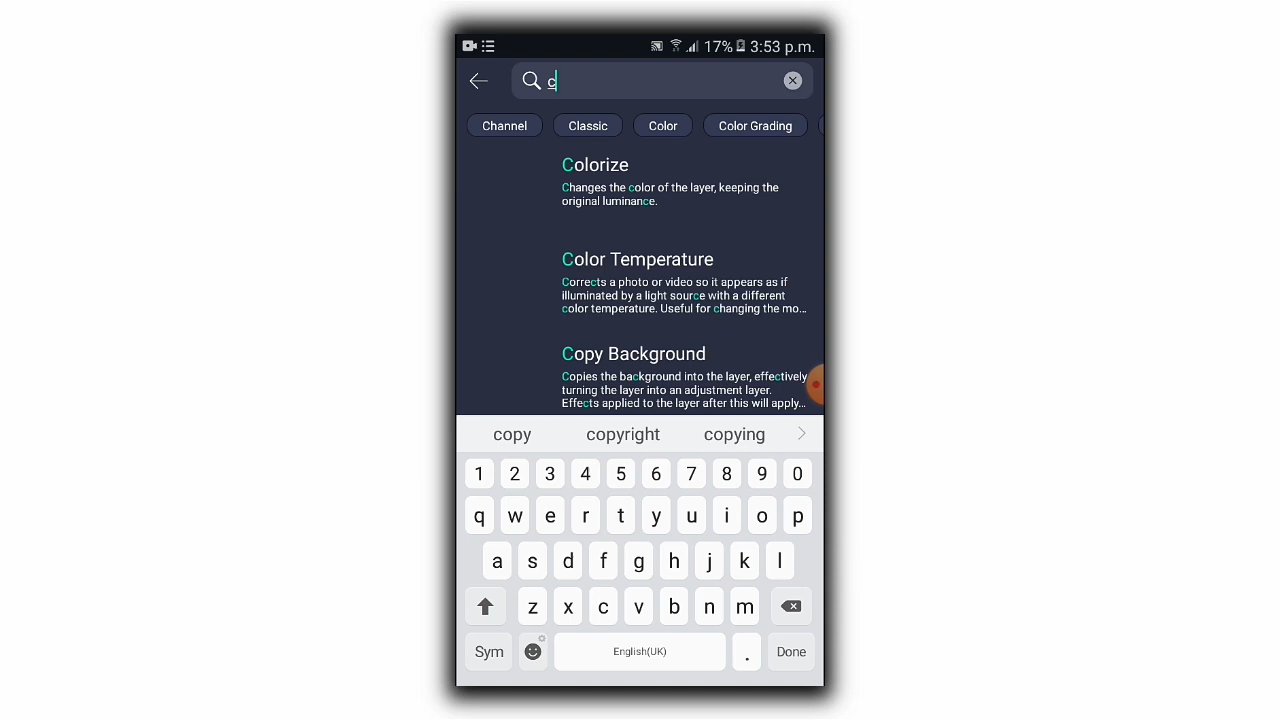 17% 3:53 p.m.
c
Channel Classic Color Color Grading
Colorize
Changes the color of the layer, keeping the
original luminance.
Color Temperature
Corrects a photo or video so it appears as if
illuminated by a light source with a different
color temperature. Useful for changing the mo...
Copy Background
Copies the background into the layer, effectively
turning the layer into an adjustment layer.
Effects applied to the layer after this will apply...
copy copyright copying
1 2 3 4 5 6 7 8 9 0
q w e r t y u i o p
a s d f g h j k l
z x c v b n m
Sym English(UK) . Done